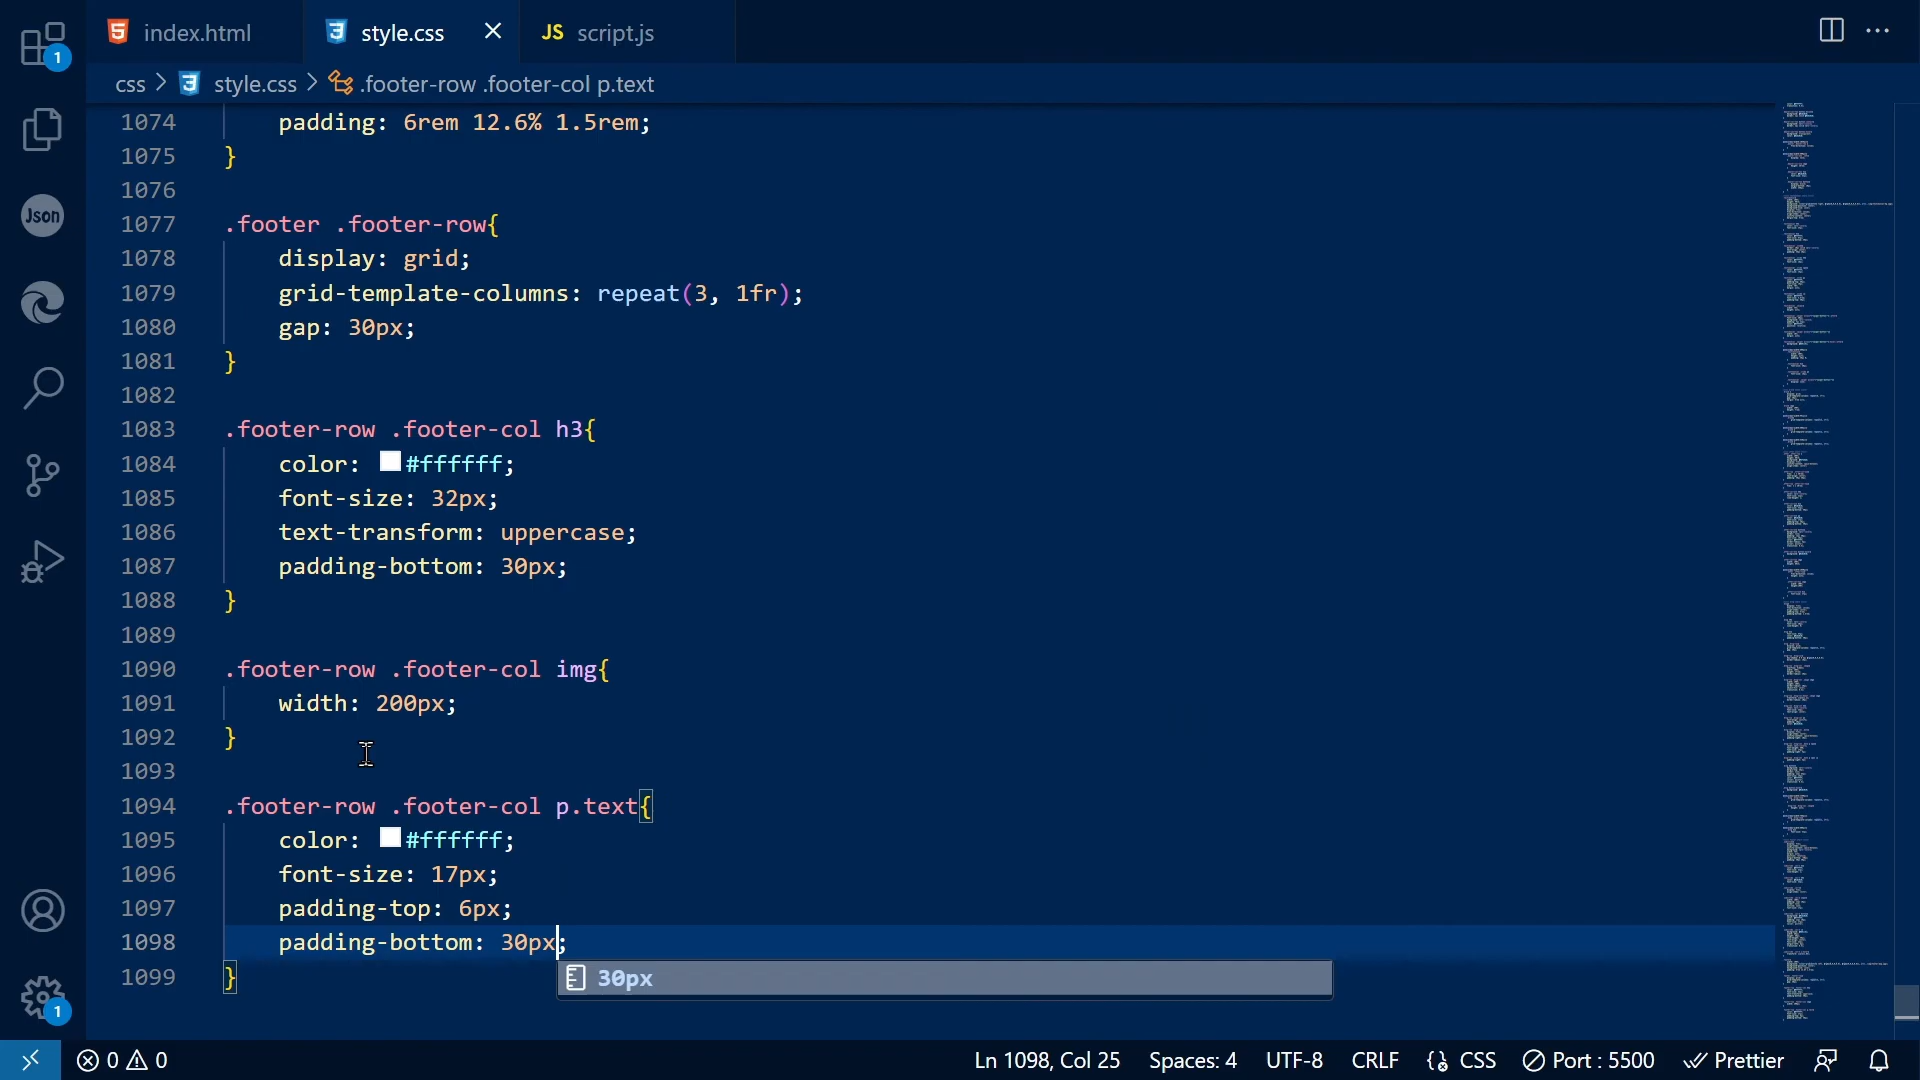 1
index.html
style.css
JS script.js
css > style.css > .footer-row .footer-col p.text
Json
1074 padding: 6rem 12.6% 1.5rem;
1075 }
1076
1077 .footer .footer-row{
1078 display: grid;
1079 grid-template-columns: repeat(3, 1fr);
1080 gap: 30px;
1081 }
1082
1083 .footer-row .footer-col h3{
1084 color: #ffffff;
1085 font-size: 32px;
1086 text-transform: uppercase;
1087 padding-bottom: 30px;
1088 }
1089
1090 .footer-row .footer-col img{
1091 width: 200px;
1092 }
1093
1094 .footer-row .footer-col p.text{
1095 color: #ffffff;
1096 font-size: 17px;
1097 padding-top: 6px;
1098 padding-bottom: 30px;
1099 }
30px
1
0 0
Ln 1098, Col 25
Spaces: 4
UTF-8
CRLF
{} CSS
Port : 5500
Prettier